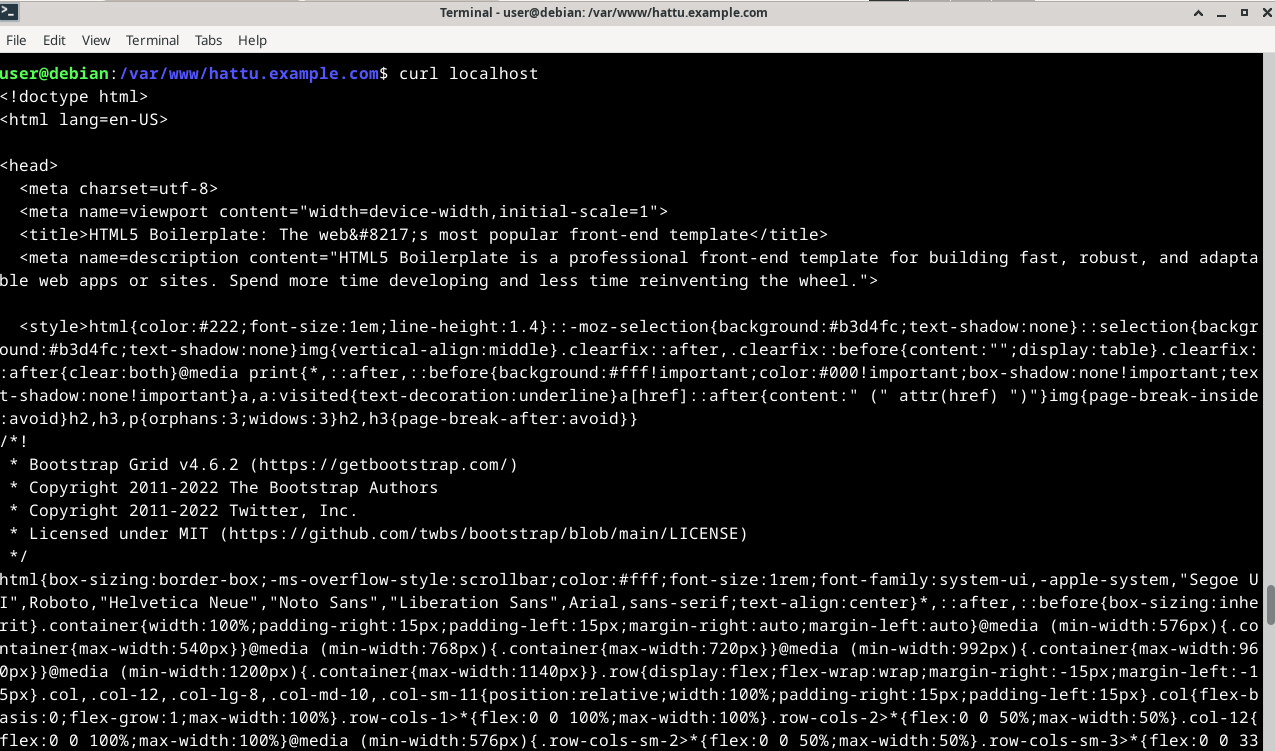 Terminal - user@debian: /var/www/hattu.example.com
File Edit View Terminal Tabs Help
user@debian:/var/www/hattu.example.com$ curl localhost
<!doctype html>
<html lang=en-US>
<head>
  <meta charset=utf-8>
  <meta name=viewport content="width=device-width,initial-scale=1">
  <title>HTML5 Boilerplate: The web&#8217;s most popular front-end template</title>
  <meta name=description content="HTML5 Boilerplate is a professional front-end template for building fast, robust, and adapta
ble web apps or sites. Spend more time developing and less time reinventing the wheel.">
  <style>html{color:#222;font-size:1em;line-height:1.4}::-moz-selection{background:#b3d4fc;text-shadow:none}::selection{backgr
ound:#b3d4fc;text-shadow:none}img{vertical-align:middle}.clearfix::after,.clearfix::before{content:"";display:table}.clearfix:
:after{clear:both}@media print{*,::after,::before{background:#fff!important;color:#000!important;box-shadow:none!important;tex
t-shadow:none!important}a,a:visited{text-decoration:underline}a[href]::after{content:" (" attr(href) ")"}img{page-break-inside
:avoid}h2,h3,p{orphans:3;widows:3}h2,h3{page-break-after:avoid}}
/*!
 * Bootstrap Grid v4.6.2 (https://getbootstrap.com/)
 * Copyright 2011-2022 The Bootstrap Authors
 * Copyright 2011-2022 Twitter, Inc.
 * Licensed under MIT (https://github.com/twbs/bootstrap/blob/main/LICENSE)
 */
html{box-sizing:border-box;-ms-overflow-style:scrollbar;color:#fff;font-size:1rem;font-family:system-ui,-apple-system,"Segoe U
I",Roboto,"Helvetica Neue","Noto Sans","Liberation Sans",Arial,sans-serif;text-align:center}*,::after,::before{box-sizing:inhe
rit}.container{width:100%;padding-right:15px;padding-left:15px;margin-right:auto;margin-left:auto}@media (min-width:576px){.co
ntainer{max-width:540px}}@media (min-width:768px){.container{max-width:720px}}@media (min-width:992px){.container{max-width:96
0px}}@media (min-width:1200px){.container{max-width:1140px}}.row{display:flex;flex-wrap:wrap;margin-right:-15px;margin-left:-1
5px}.col,.col-12,.col-lg-8,.col-md-10,.col-sm-11{position:relative;width:100%;padding-right:15px;padding-left:15px}.col{flex-b
asis:0;flex-grow:1;max-width:100%}.row-cols-1>*{flex:0 0 100%;max-width:100%}.row-cols-2>*{flex:0 0 50%;max-width:50%}.col-12{
flex:0 0 100%;max-width:100%}@media (min-width:576px){.row-cols-sm-2>*{flex:0 0 50%;max-width:50%}.row-cols-sm-3>*{flex:0 0 33